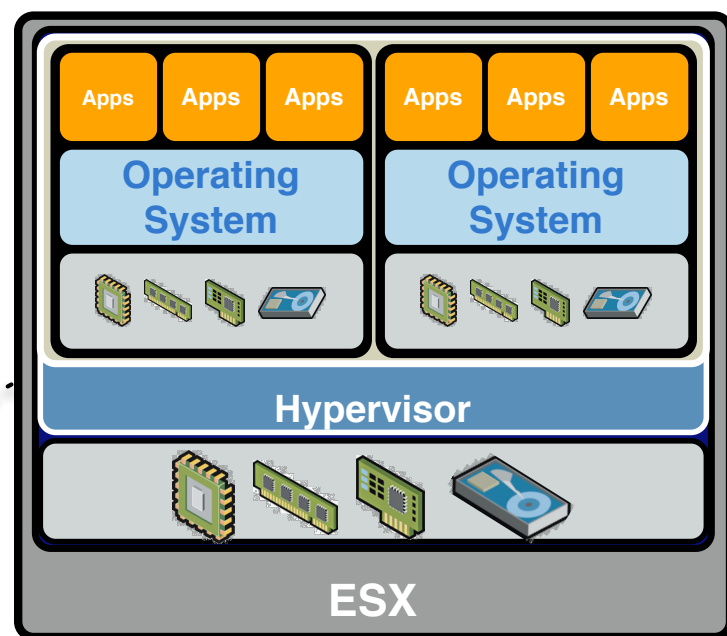 Apps Apps Apps Apps Apps Apps
Operating Operating
System System
Hypervisor
ESX